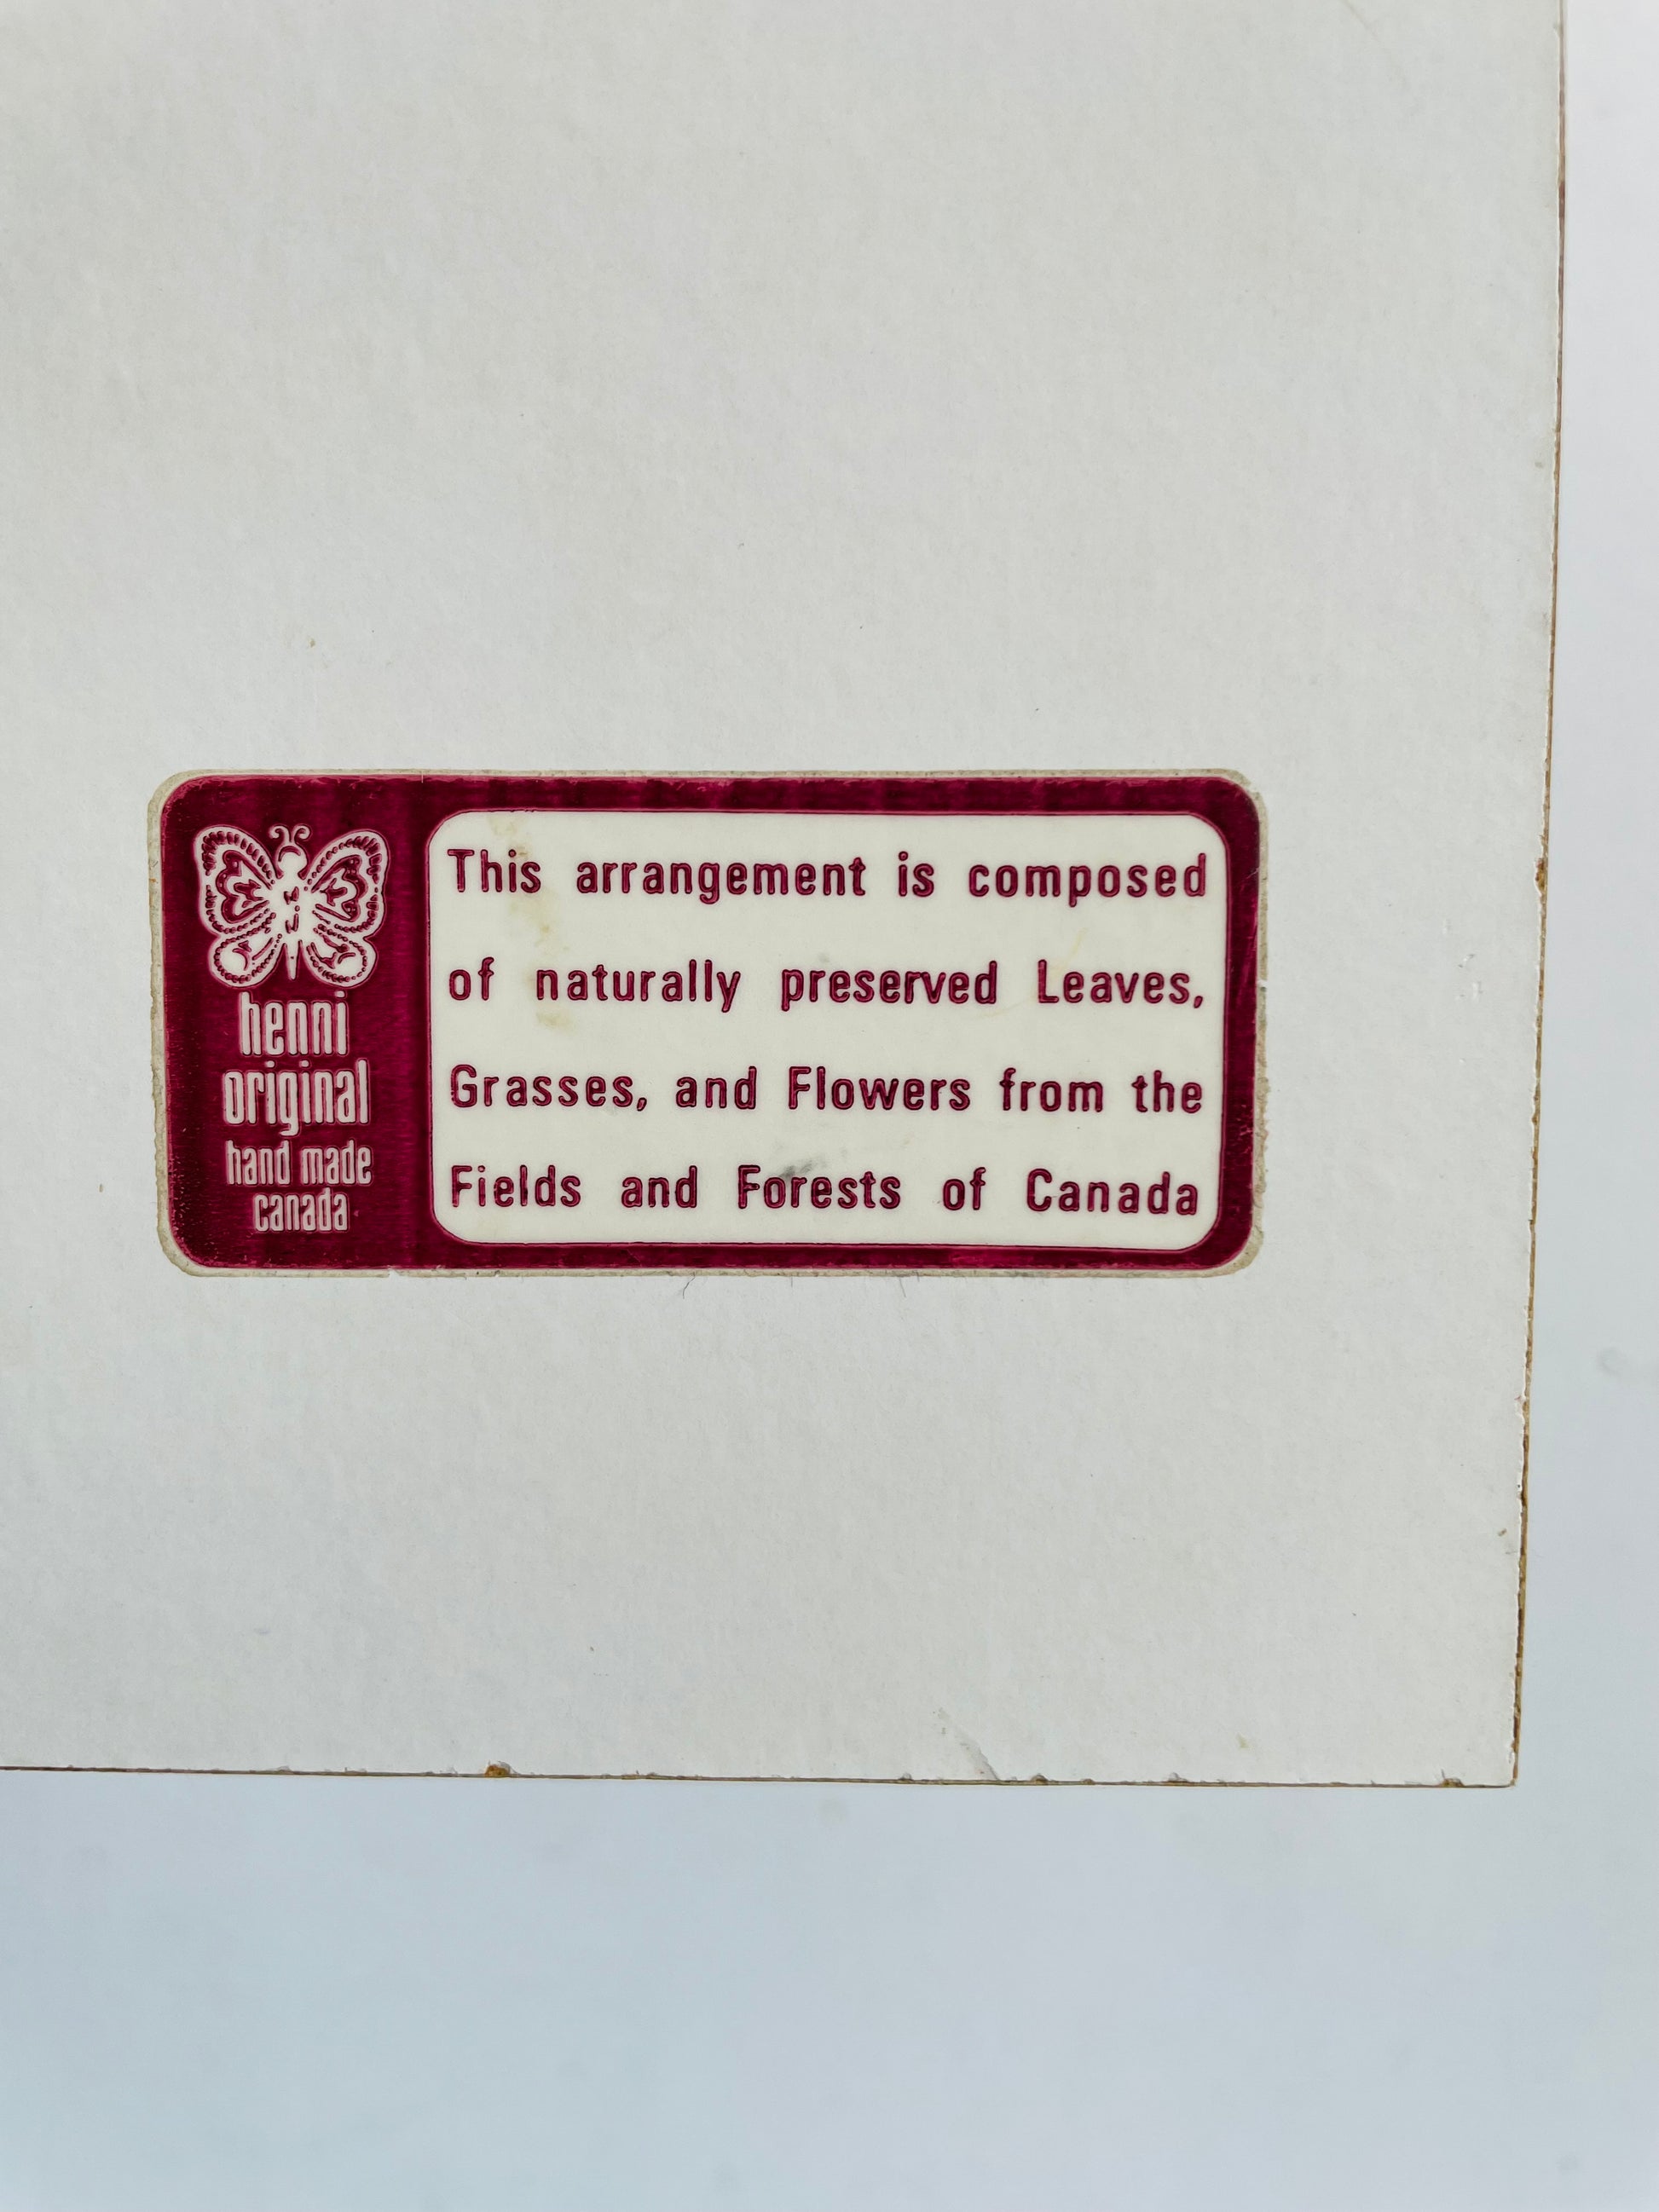 henni
original
hand made
canada
This arrangement is composed
of naturally preserved Leaves,
Grasses, and Flowers from the
Fields and Forests of Canada